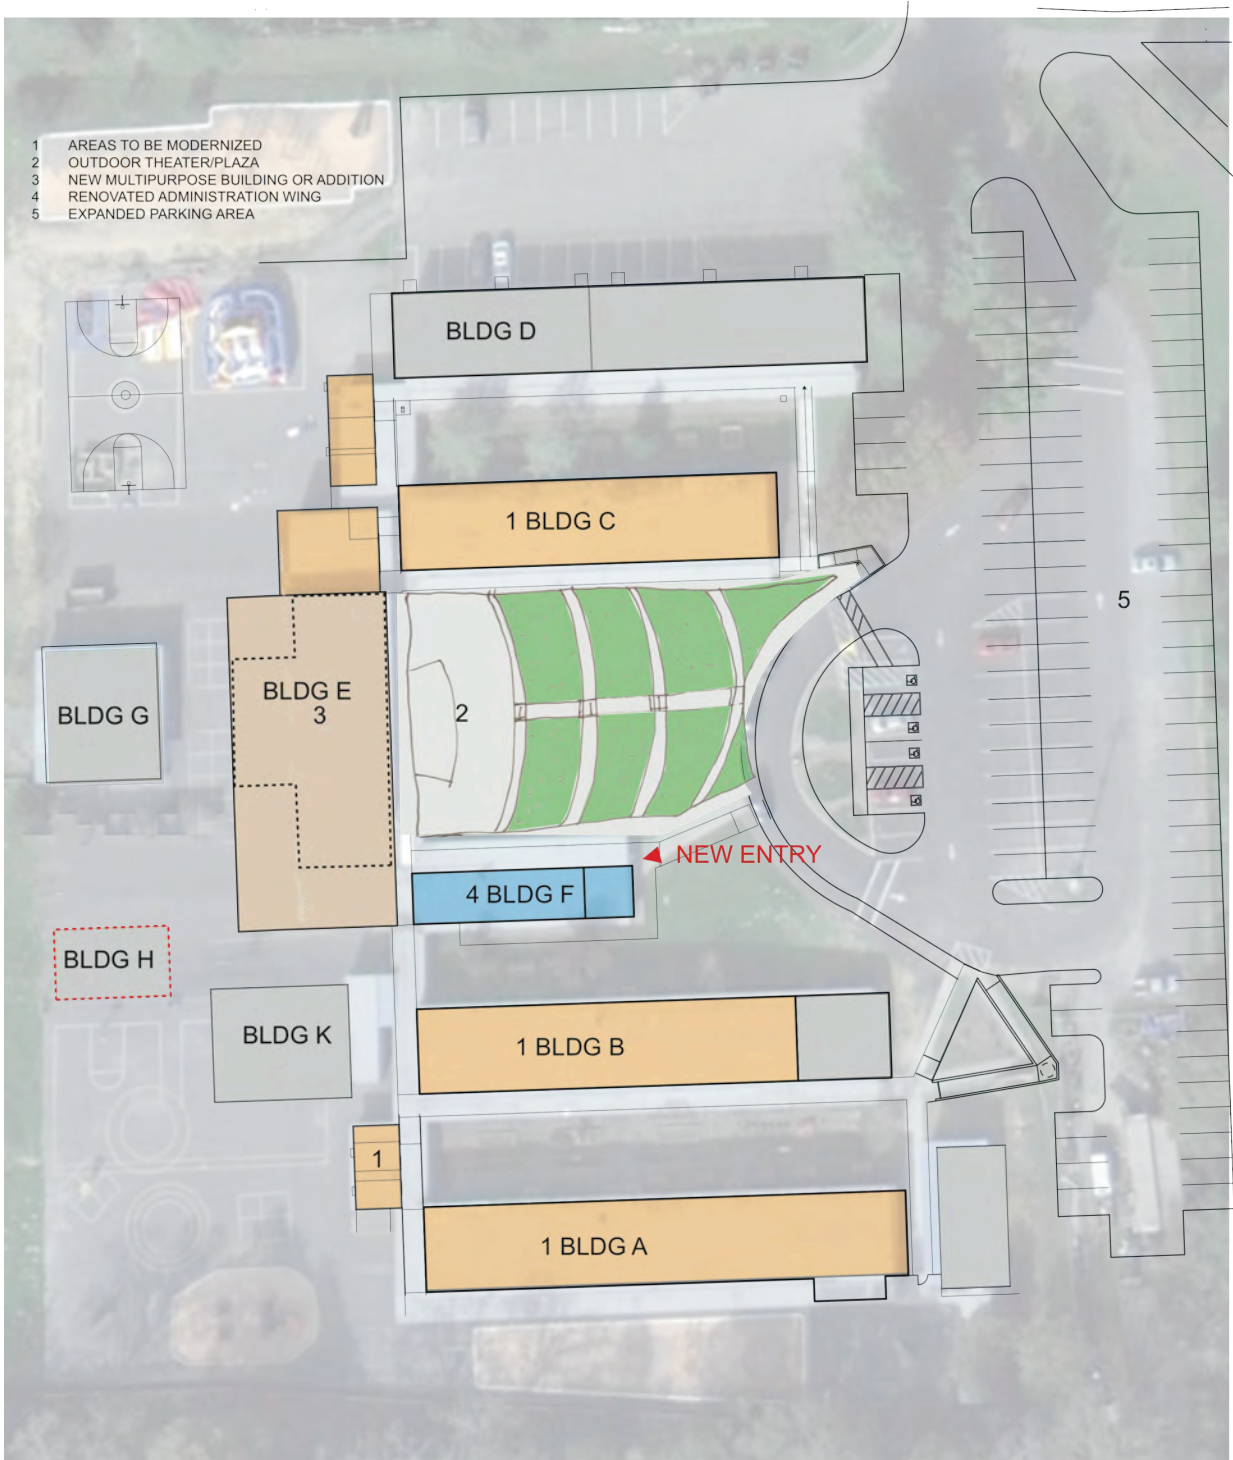 1 AREAS TO BE MODERNIZED
2 OUTDOOR THEATER/PLAZA
3 NEW MULTIPURPOSE BUILDING OR ADDITION
4 RENOVATED ADMINISTRATION WING
5 EXPANDED PARKING AREA
BLDG D
1 BLDG C
5
BLDG E
3
2
BLDG G
NEW ENTRY
4 BLDG F
BLDG H
BLDG K
1 BLDG B
1
1 BLDG A